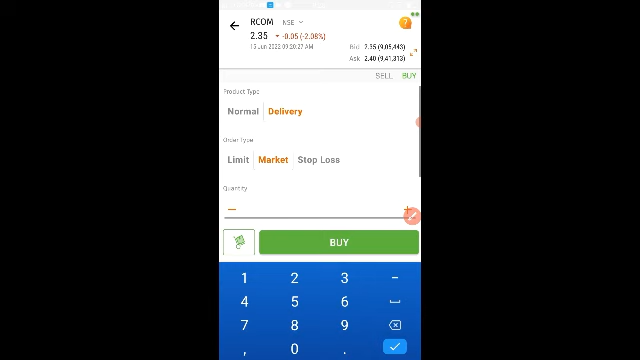 RCOM NSE
2.35 -0.05 (-2.08%)
15 Jun 2022 09:20:27 AM
Bid: 2.35 (9,05,443)
Ask: 2.40 (9,41,313)
SELL BUY
Product Type
Normal Delivery
Order Type
Limit Market Stop Loss
Quantity
− +
BUY
1 2 3 -
4 5 6
7 8 9
, 0 .